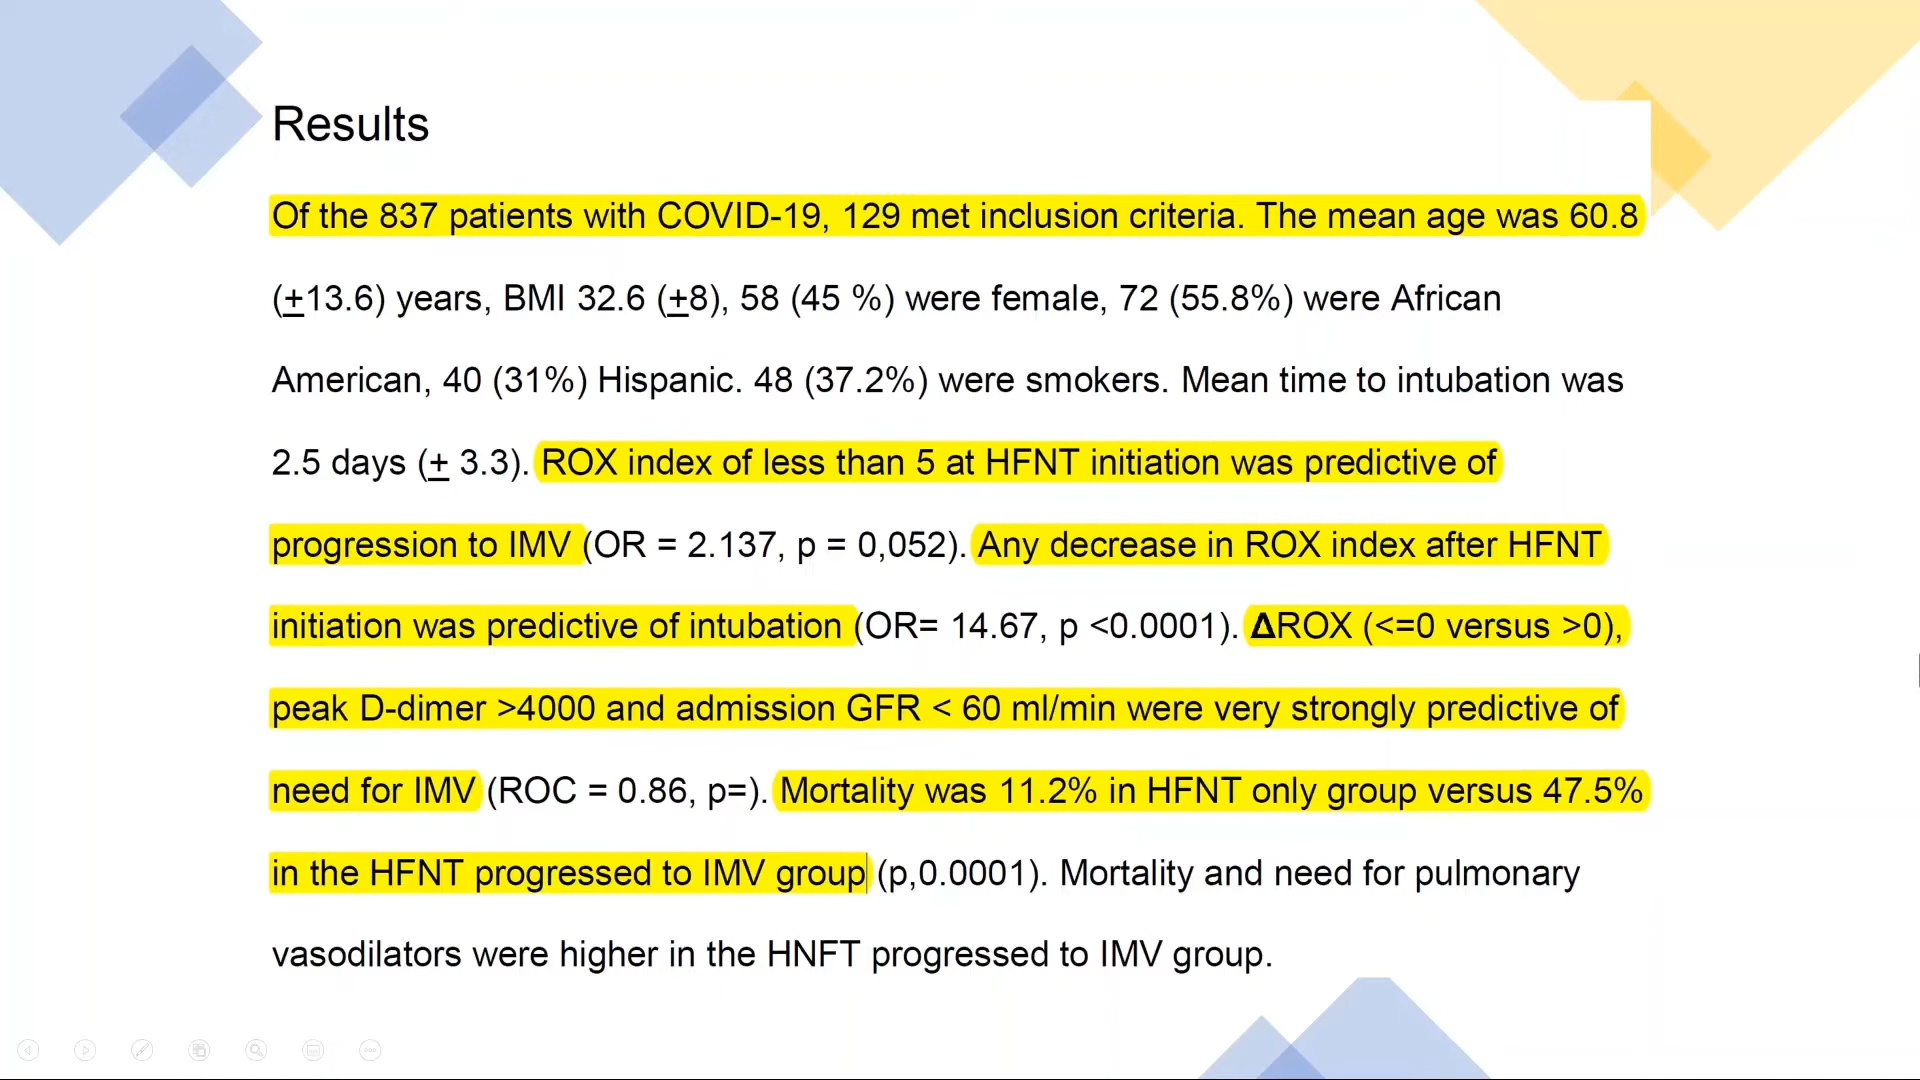 Results
Of the 837 patients with COVID-19, 129 met inclusion criteria. The mean age was 60.8
(±13.6) years, BMI 32.6 (±8), 58 (45 %) were female, 72 (55.8%) were African
American, 40 (31%) Hispanic. 48 (37.2%) were smokers. Mean time to intubation was
2.5 days (± 3.3). ROX index of less than 5 at HFNT initiation was predictive of
progression to IMV (OR = 2.137, p = 0,052). Any decrease in ROX index after HFNT
initiation was predictive of intubation (OR= 14.67, p <0.0001). ΔROX (<=0 versus >0),
peak D-dimer >4000 and admission GFR < 60 ml/min were very strongly predictive of
need for IMV (ROC = 0.86, p=). Mortality was 11.2% in HFNT only group versus 47.5%
in the HFNT progressed to IMV group (p,0.0001). Mortality and need for pulmonary
vasodilators were higher in the HNFT progressed to IMV group.